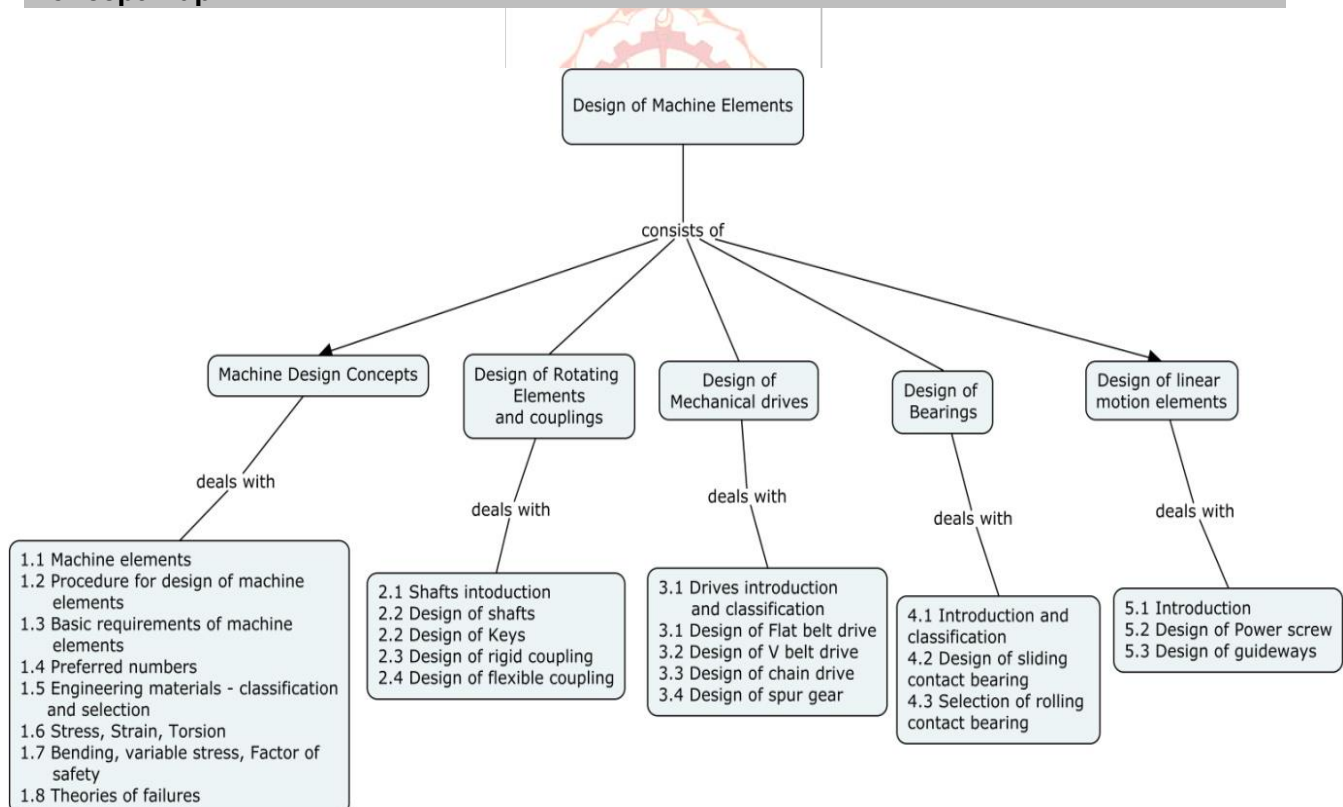 Design of Machine Elements
consists of
Machine Design Concepts
Design of Rotating
Elements
and couplings
Design of
Mechanical drives
Design of
Bearings
Design of linear
motion elements
deals with
deals with
deals with
deals with
deals with
1.1 Machine elements
1.2 Procedure for design of machine
elements
1.3 Basic requirements of machine
elements
1.4 Preferred numbers
1.5 Engineering materials - classification
and selection
1.6 Stress, Strain, Torsion
1.7 Bending, variable stress, Factor of
safety
1.8 Theories of failures
2.1 Shafts intoduction
2.2 Design of shafts
2.2 Design of Keys
2.3 Design of rigid coupling
2.4 Design of flexible coupling
3.1 Drives introduction
and classification
3.1 Design of Flat belt drive
3.2 Design of V belt drive
3.3 Design of chain drive
3.4 Design of spur gear
4.1 Introduction and
classification
4.2 Design of sliding
contact bearing
4.3 Selection of rolling
contact bearing
5.1 Introduction
5.2 Design of Power screw
5.3 Design of guideways